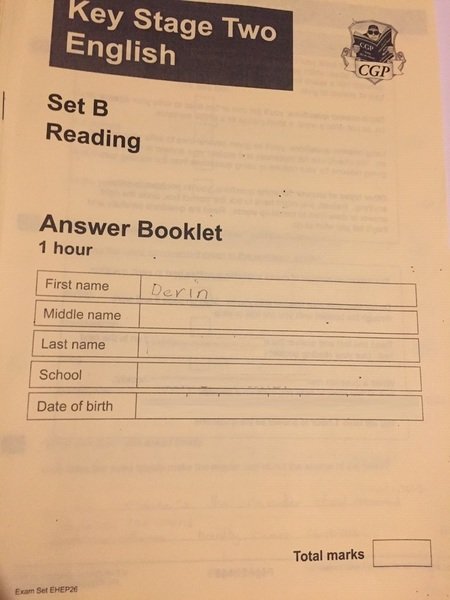 Key Stage Two
English
CGP
CGP
Set B
Reading
Answer Booklet
1 hour
First name Derin
Middle name
Last name
School
Date of birth
Total marks
Exam Set EHEP26